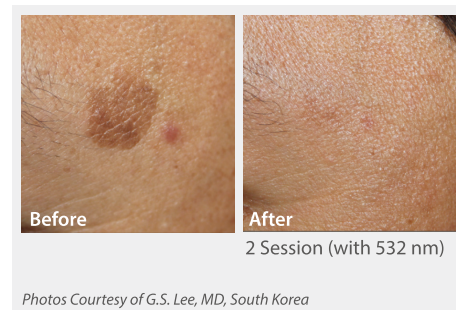 Before
After
2 Session (with 532 nm)
Photos Courtesy of G.S. Lee, MD, South Korea